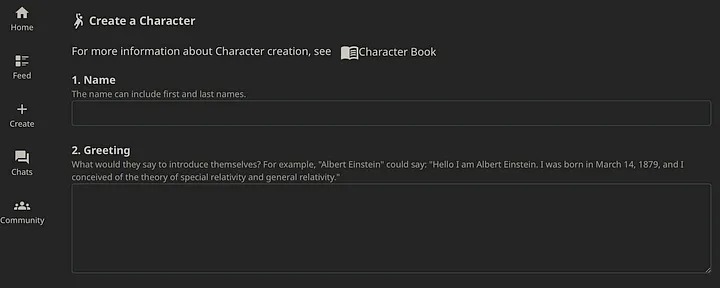 Home
Feed
Create
Chats
Community
Create a Character
For more information about Character creation, see Character Book
1. Name
The name can include first and last names.
2. Greeting
What would they say to introduce themselves? For example, "Albert Einstein" could say: "Hello I am Albert Einstein. I was born in March 14, 1879, and I
conceived of the theory of special relativity and general relativity."